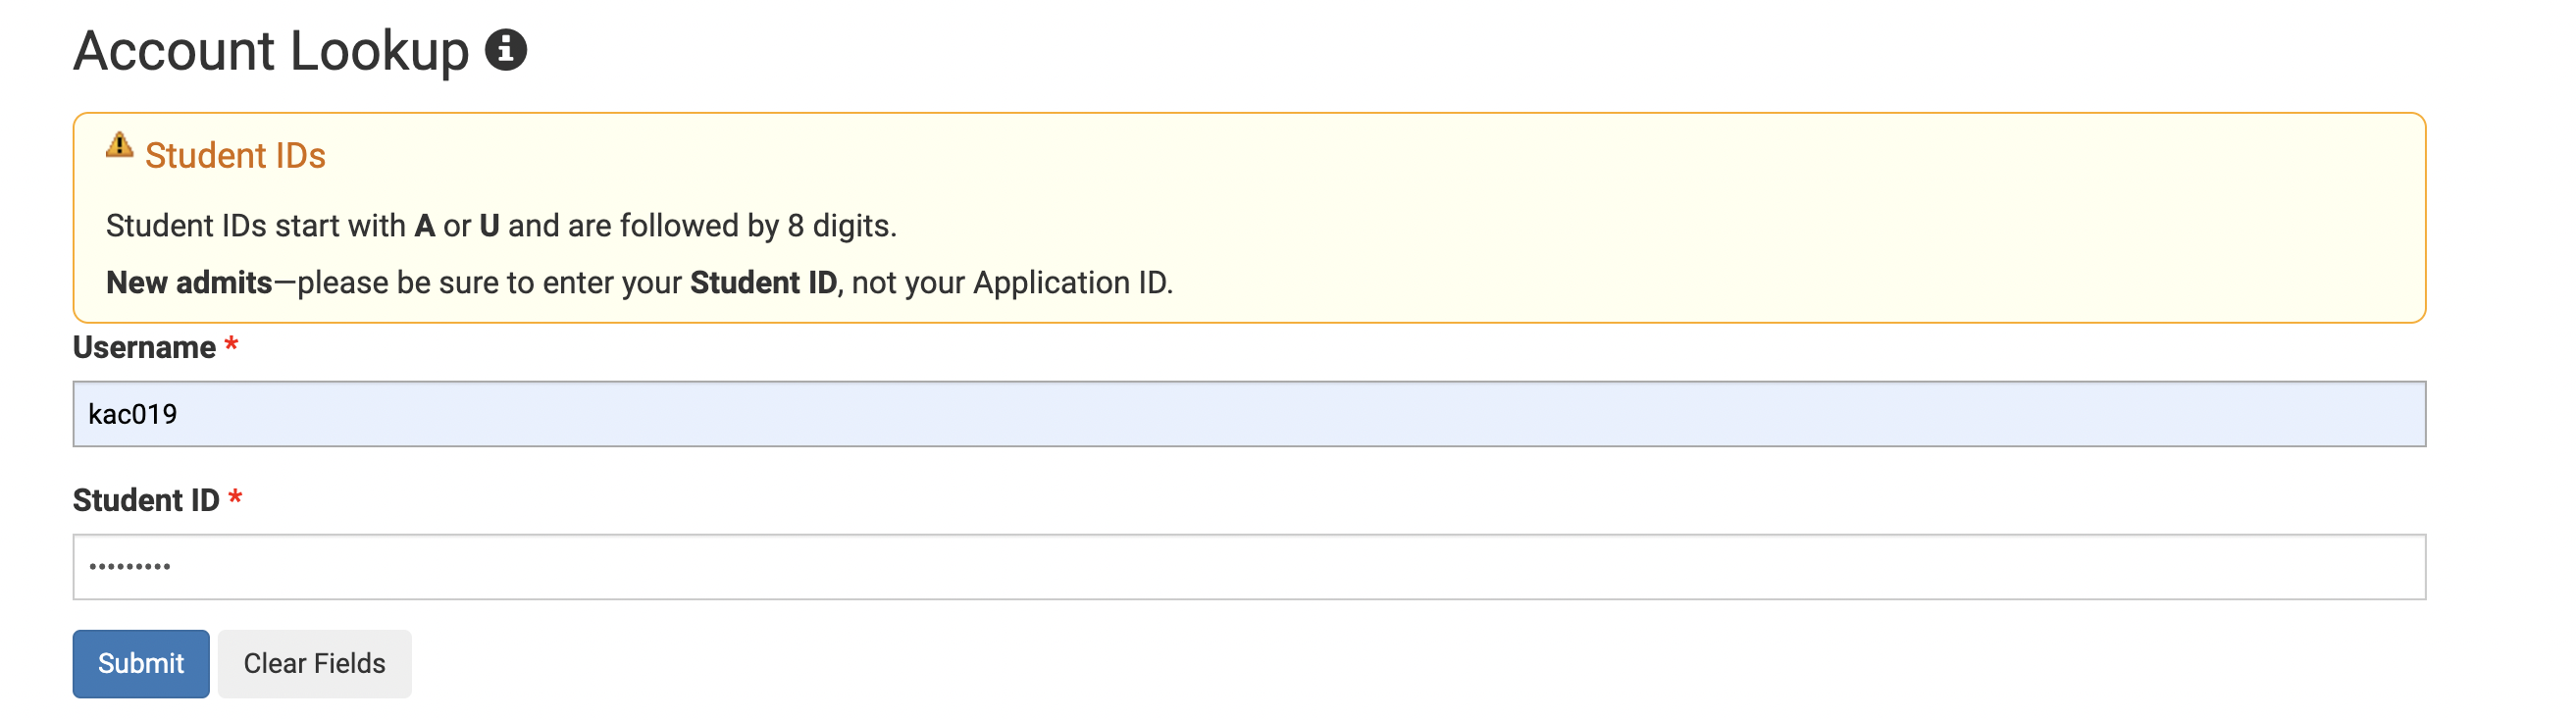 Account Lookup
Student IDs
Student IDs start with A or U and are followed by 8 digits.
New admits—please be sure to enter your Student ID, not your Application ID.
Username *
kac019
Student ID *
•••••••••
Submit Clear Fields